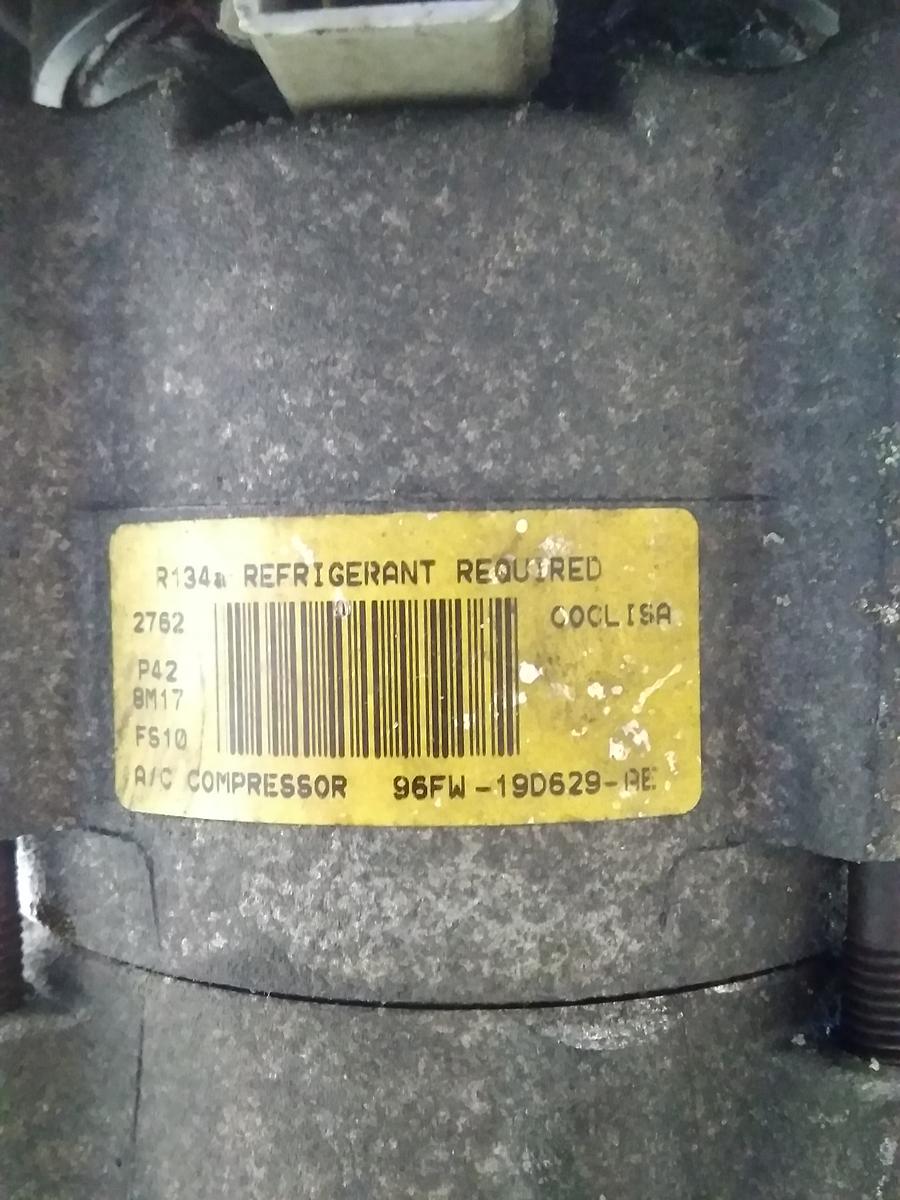 R134a REFRIGERANT REQUIRED
2762
COCLISA
P42
8M17
FS10
A/C COMPRESSOR 96FW-19D629-AE